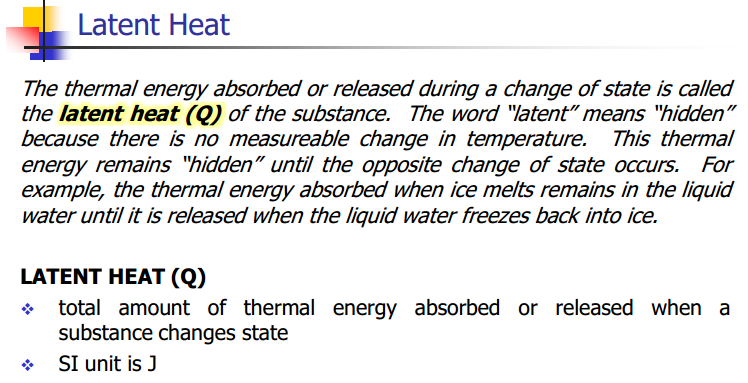 Latent Heat
The thermal energy absorbed or released during a change of state is called
the latent heat (Q) of the substance. The word "latent" means "hidden"
because there is no measureable change in temperature. This thermal
energy remains "hidden" until the opposite change of state occurs. For
example, the thermal energy absorbed when ice melts remains in the liquid
water until it is released when the liquid water freezes back into ice.
LATENT HEAT (Q)
❖ total amount of thermal energy absorbed or released when a
substance changes state
❖ SI unit is J